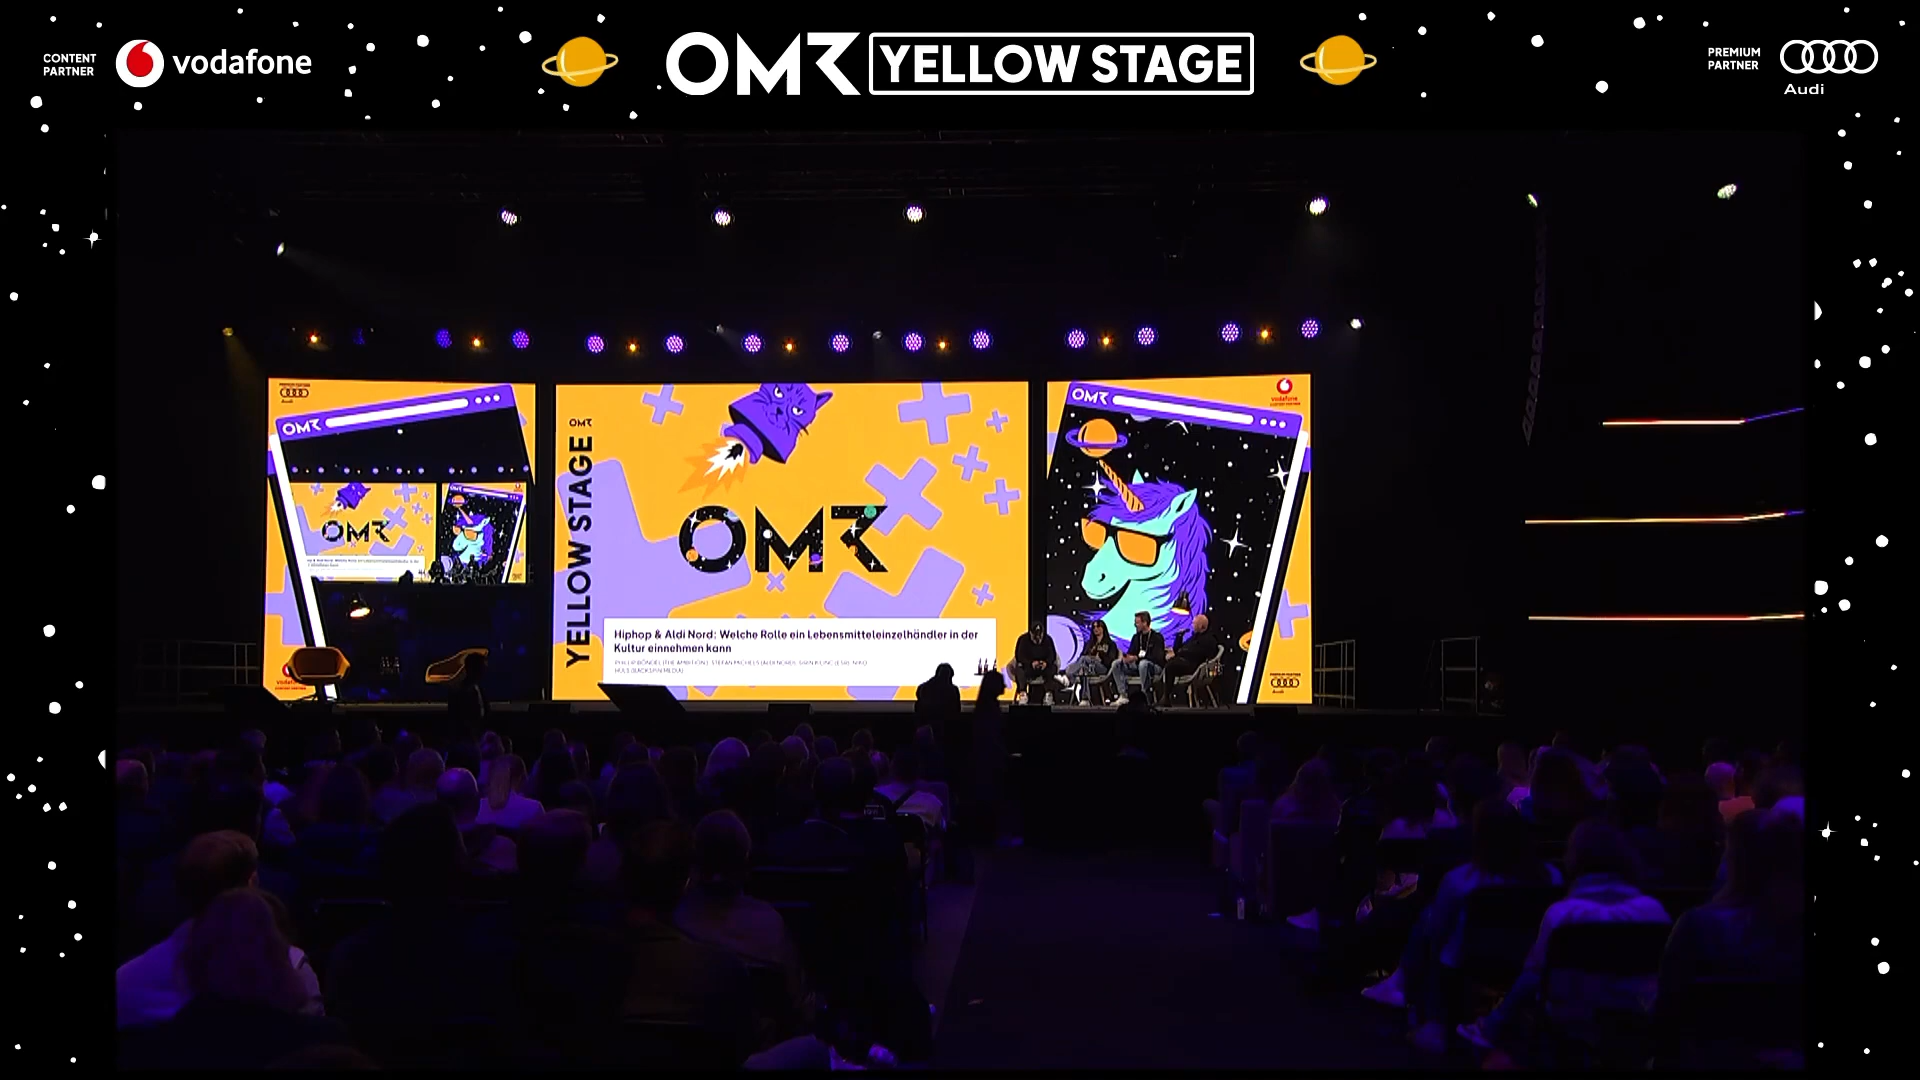 CONTENT
PARTNER
vodafone
OMR YELLOW STAGE
PREMIUM
PARTNER
Audi
OMR
OMR
YELLOW STAGE
OMR
Hiphop & Aldi Nord: Welche Rolle ein Lebensmitteleinzelhändler in der
Kultur einnehmen kann
OMR
vodafone
OMR
Audi